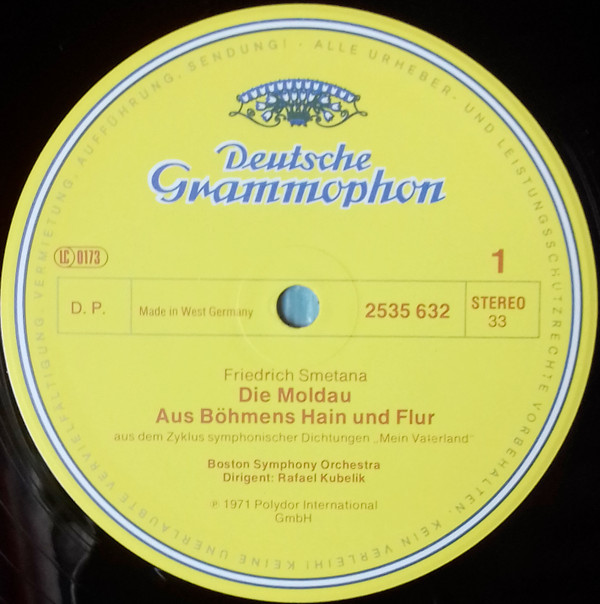 Deutsche
Grammophon
LC 0173
1
D. P.
Made in West Germany
2535 632
STEREO
33
Friedrich Smetana
Die Moldau
Aus Böhmens Hain und Flur
aus dem Zyklus symphonischer Dichtungen „Mein Vaterland"
Boston Symphony Orchestra
Dirigent: Rafael Kubelik
℗ 1971 Polydor International
GmbH
ALLE URHEBER- UND LEISTUNGSSCHUTZRECHTE VORBEHALTEN. KEIN VERLEIH! KEINE UNERLAUBTE VERVIELFÄLTIGUNG, VERMIETUNG, AUFFÜHRUNG, SENDUNG! ·